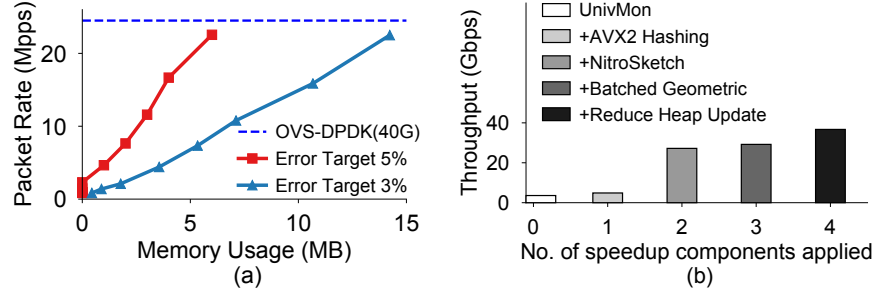 Packet Rate (Mpps)
20
10
0
OVS-DPDK(40G)
Error Target 5%
Error Target 3%
0 5 10 15
Memory Usage (MB)
(a)
Throughput (Gbps)
UnivMon
+AVX2 Hashing
+NitroSketch
+Batched Geometric
+Reduce Heap Update
40
20
0
0 1 2 3 4
No. of speedup components applied
(b)